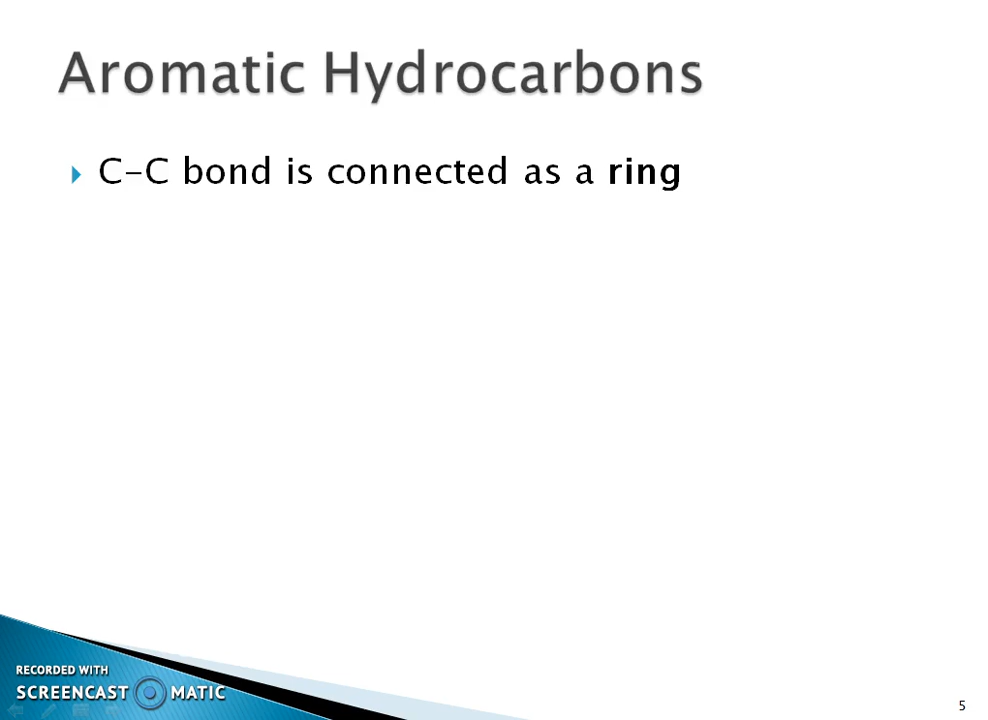 Aromatic Hydrocarbons
C-C bond is connected as a ring
RECORDED WITH
SCREENCAST MATIC
5